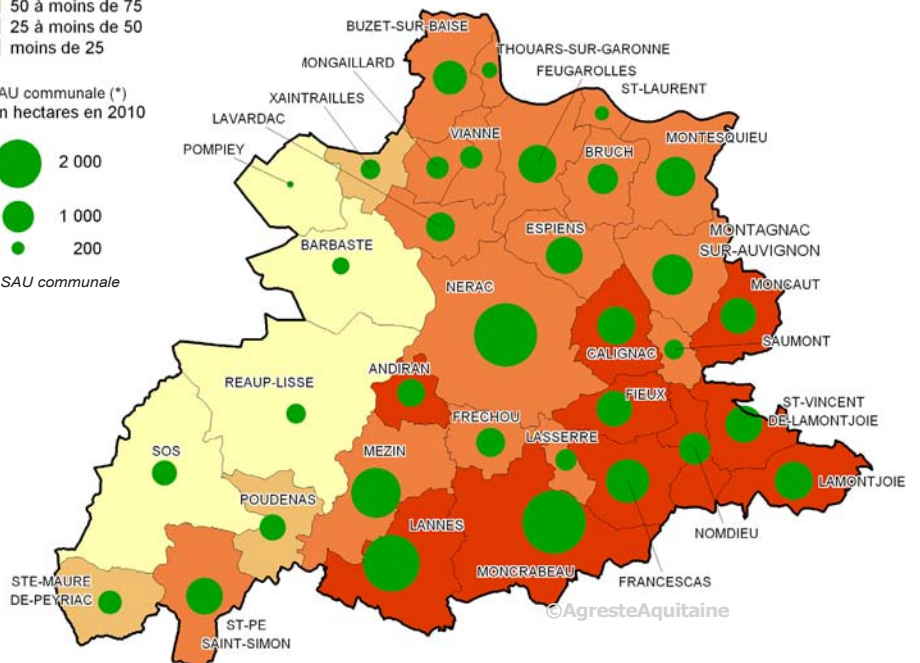 50 à moins de 75
25 à moins de 50
moins de 25
AU communale (*)
n hectares en 2010
2 000
1 000
200
SAU communale
BUZET-SUR-BAISE
THOUARS-SUR-GARONNE
MONGAILLARD
FEUGAROLLES
XAINTRAILLES
ST-LAURENT
LAVARDAC
VIANNE
MONTESQUIEU
POMPIEY
BRUCH
ESPIENS
MONTAGNAC
SUR-AUVIGNON
BARBASTE
NERAC
MONCAUT
SAUMONT
CALIGNAC
ANDIRAN
REAUP-LISSE
FIEUX
ST-VINCENT
DE-LAMONTJOIE
FRECHOU
LASSERRE
SOS
MEZIN
LAMONTJOIE
POUDENAS
LANNES
NOMDIEU
MONCRABEAU
FRANCESCAS
STE-MAURE
DE-PEYRIAC
ST-PE
SAINT-SIMON
©AgresteAquitaine